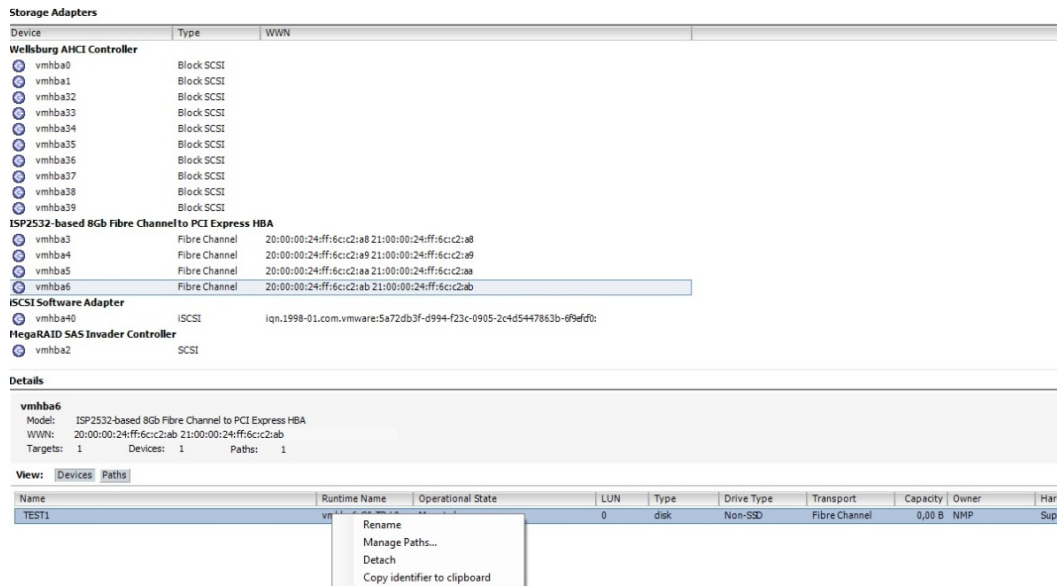 Storage Adapters
Device Type WWN
Wellsburg AHCI Controller
vmhba0 Block SCSI
vmhba1 Block SCSI
vmhba32 Block SCSI
vmhba33 Block SCSI
vmhba34 Block SCSI
vmhba35 Block SCSI
vmhba36 Block SCSI
vmhba37 Block SCSI
vmhba38 Block SCSI
vmhba39 Block SCSI
ISP2532-based 8Gb Fibre Channel to PCI Express HBA
vmhba3 Fibre Channel 20:00:00:24:ff:6c:c2:a8 21:00:00:24:ff:6c:c2:a8
vmhba4 Fibre Channel 20:00:00:24:ff:6c:c2:a9 21:00:00:24:ff:6c:c2:a9
vmhba5 Fibre Channel 20:00:00:24:ff:6c:c2:aa 21:00:00:24:ff:6c:c2:aa
vmhba6 Fibre Channel 20:00:00:24:ff:6c:c2:ab 21:00:00:24:ff:6c:c2:ab
iSCSI Software Adapter
vmhba40 iSCSI iqn.1998-01.com.vmware:5a72db3f-d994-f23c-0905-2c4d5447863b-6f9efdf0:
MegaRAID SAS Invader Controller
vmhba2 SCSI
Details
vmhba6
Model: ISP2532-based 8Gb Fibre Channel to PCI Express HBA
WWN: 20:00:00:24:ff:6c:c2:ab 21:00:00:24:ff:6c:c2:ab
Targets: 1 Devices: 1 Paths: 1
View: Devices Paths
Name Runtime Name Operational State LUN Type Drive Type Transport Capacity Owner Har
TEST1 0 disk Non-SSD Fibre Channel 0,00 B NMP Sup
Rename
Manage Paths...
Detach
Copy identifier to clipboard